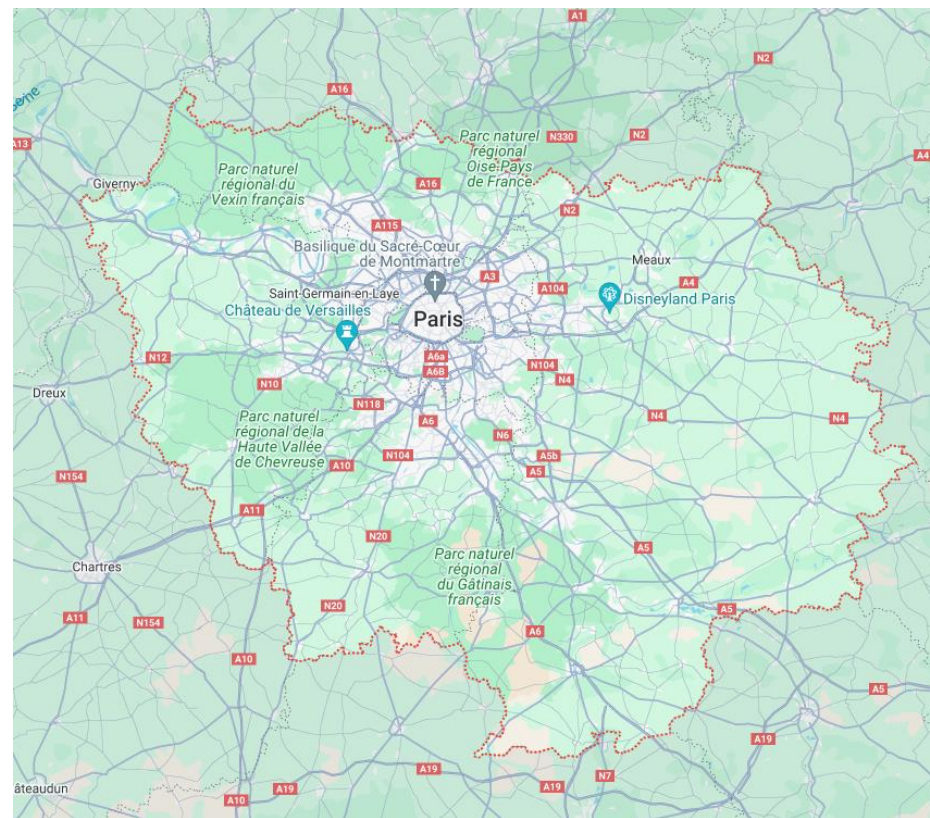 A1
N2
A16
Seine
A13
N330
N2
A4
Parc naturel
régional
Oise-Pays
de France
Giverny
Parc naturel
régional du
Vexin français
A16
N2
A115
Basilique du Sacré-Cœur
de Montmartre
A3
Meaux
A4
A104
Saint-Germain-en-Laye
Disneyland Paris
Château de Versailles
Paris
N12
A6a
A6B
N104
N4
N10
Dreux
N118
Parc naturel
régional de la
Haute Vallée
de Chevreuse
A6
N4
N4
N6
N104
A5b
A10
A5
N154
A11
N20
A5
Chartres
Parc naturel
régional
du Gâtinais
français
N20
A5
A11
N154
A6
A10
A5
A19
A19
N7
âteaudun
A19
A10